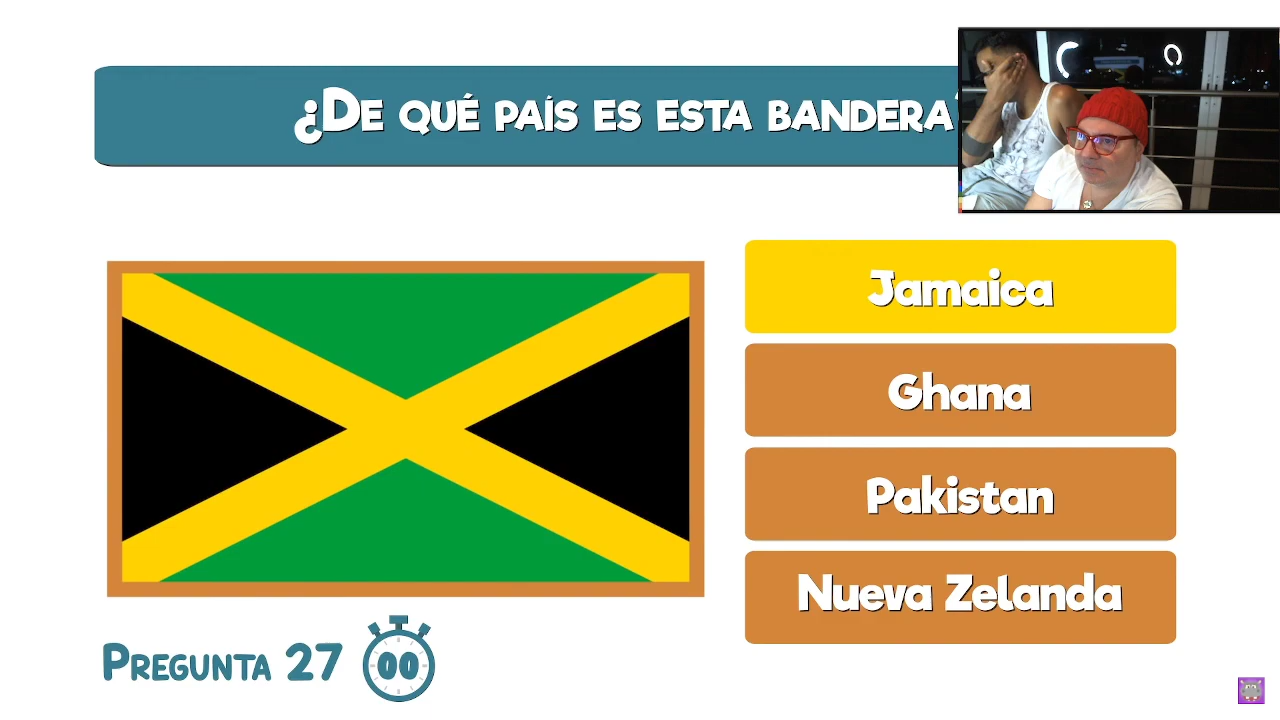 ¿De qué país es esta bandera?
Jamaica
Ghana
Pakistan
Nueva Zelanda
Pregunta 27
00